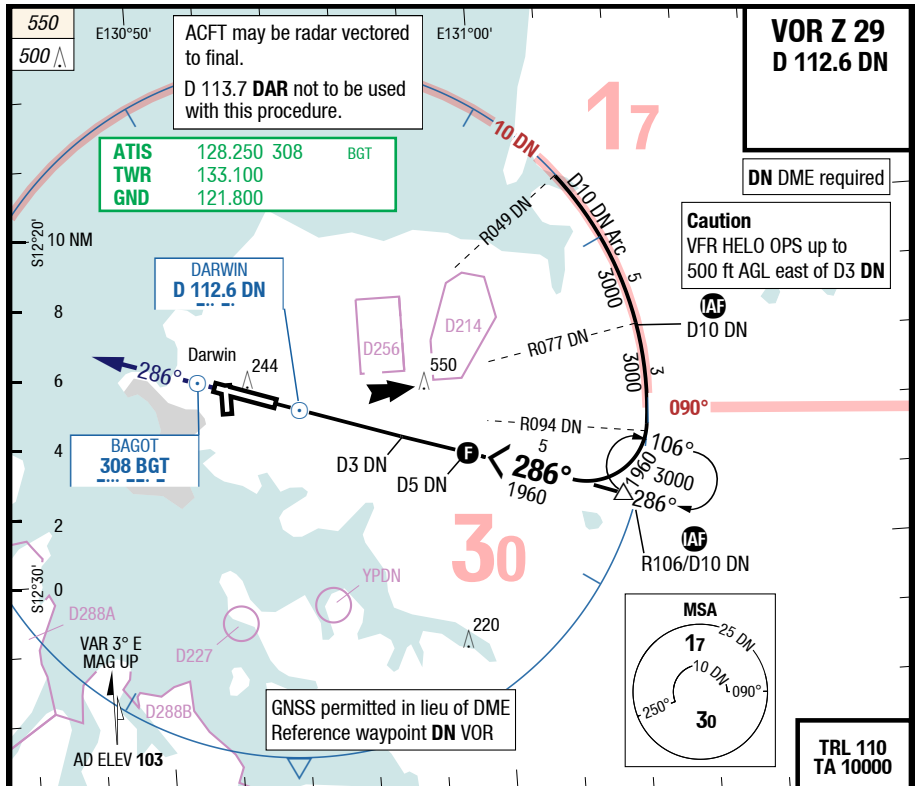 550
500
E130°50'
ACFT may be radar vectored
to final.
D 113.7 DAR not to be used
with this procedure.
E131°00'
VOR Z 29
D 112.6 DN
17
10 DN
ATIS 128.250 308 BGT
TWR 133.100
GND 121.800
DN DME required
Caution
VFR HELO OPS up to
500 ft AGL east of D3 DN
D10 DN Arc
R049 DN
5
3000
S12°20'
10 NM
DARWIN
D 112.6 DN
IAF
D10 DN
D256
D214
R077 DN
8
Darwin
244
550
3
3000
6
286°
090°
R094 DN
BAGOT
308 BGT
4
D3 DN
F
D5 DN
5
286°
1960
106°
1960
3000
286°
2
30
IAF
R106/D10 DN
S12°30'
0
YPDN
D288A
D227
220
VAR 3° E
MAG UP
D288B
AD ELEV 103
GNSS permitted in lieu of DME
Reference waypoint DN VOR
MSA
17
25 DN
10 DN
090°
250°
30
TRL 110
TA 10000